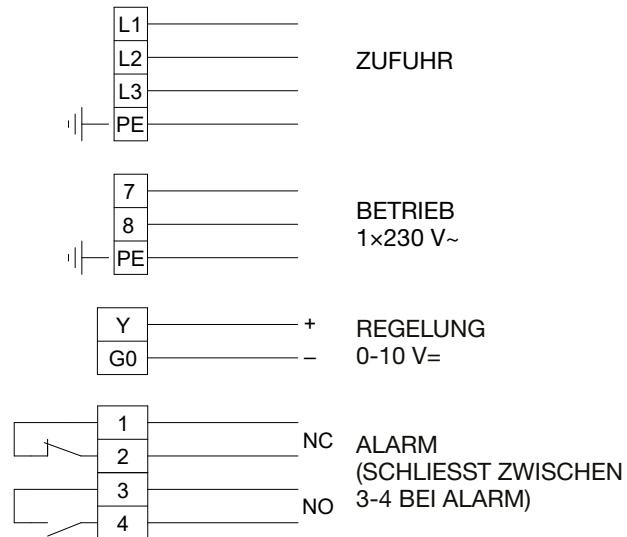 L1
L2
L3
PE
ZUFUHR
7
8
PE
BETRIEB
1×230 V~
Y
+
G0
–
REGELUNG
0-10 V=
1
2
NC
3
4
NO
ALARM
(SCHLIESST ZWISCHEN
3-4 BEI ALARM)